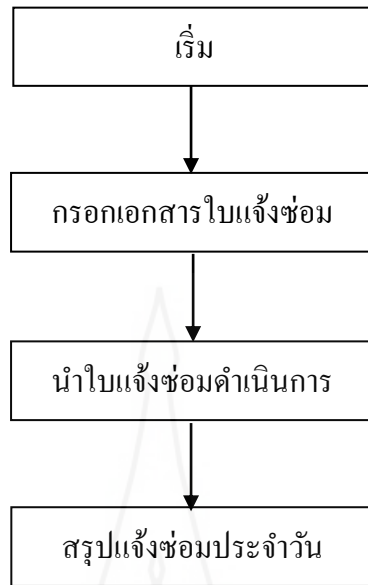 เริ่ม
กรอกเอกสารใบแจ้งซ่อม
นำใบแจ้งซ่อมดำเนินการ
สรุปแจ้งซ่อมประจำวัน